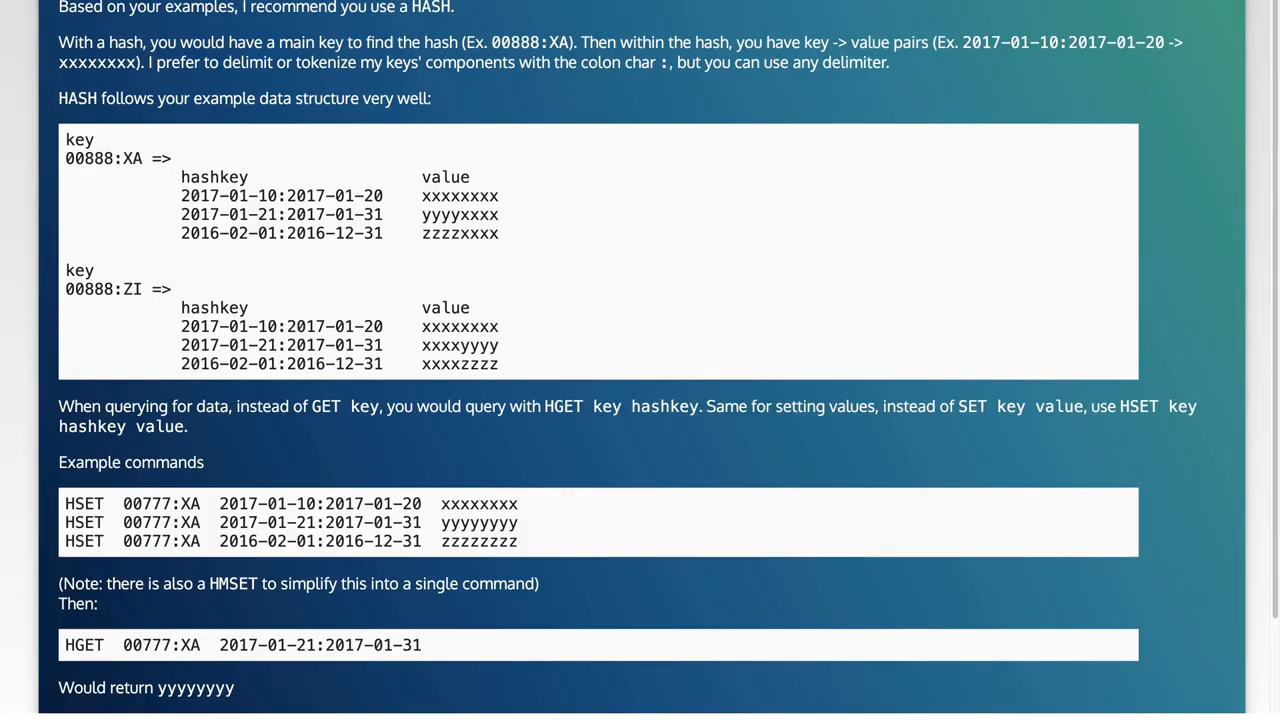 Based on your examples, I recommend you use a HASH.
With a hash, you would have a main key to find the hash (Ex. 00888:XA). Then within the hash, you have key -> value pairs (Ex. 2017-01-10:2017-01-20 ->
xxxxxxxx). I prefer to delimit or tokenize my keys' components with the colon char :, but you can use any delimiter.
HASH follows your example data structure very well:
key
00888:XA =>
hashkey value
2017-01-10:2017-01-20 xxxxxxxx
2017-01-21:2017-01-31 yyyyxxxx
2016-02-01:2016-12-31 zzzzxxxx
key
00888:ZI =>
hashkey value
2017-01-10:2017-01-20 xxxxxxxx
2017-01-21:2017-01-31 xxxxyyyy
2016-02-01:2016-12-31 xxxxzzzz
When querying for data, instead of GET key, you would query with HGET key hashkey. Same for setting values, instead of SET key value, use HSET key
hashkey value.
Example commands
HSET 00777:XA 2017-01-10:2017-01-20 xxxxxxxx
HSET 00777:XA 2017-01-21:2017-01-31 yyyyyyyy
HSET 00777:XA 2016-02-01:2016-12-31 zzzzzzzz
(Note: there is also a HMSET to simplify this into a single command)
Then:
HGET 00777:XA 2017-01-21:2017-01-31
Would return yyyyyyyy